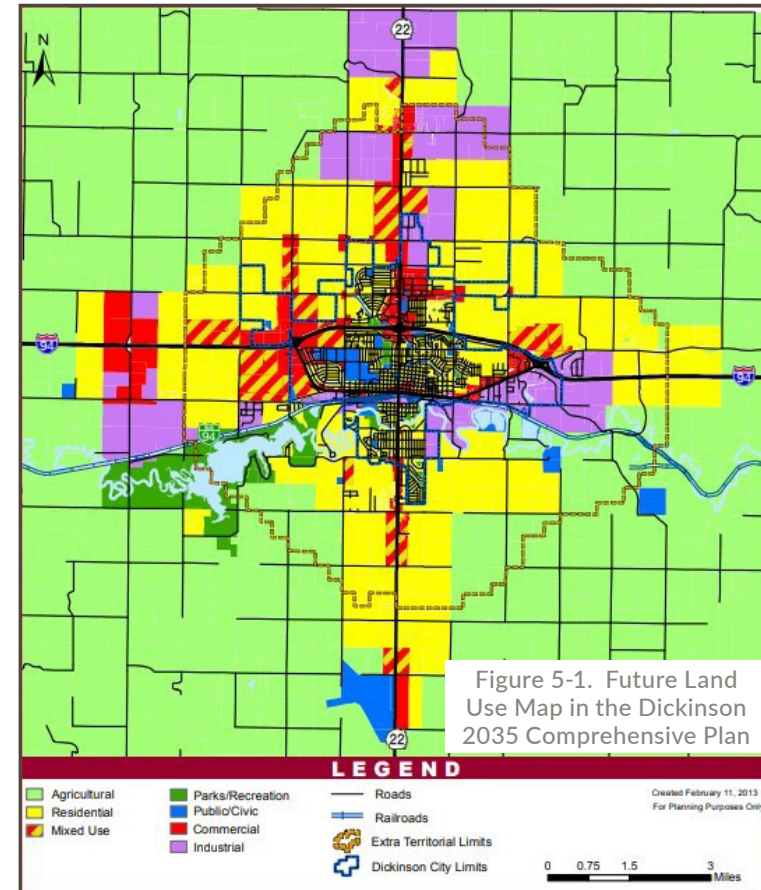 N
22
94
94
94
22
Figure 5-1. Future Land
Use Map in the Dickinson
2035 Comprehensive Plan
LEGEND
Agricultural
Residential
Mixed Use
Parks/Recreation
Public/Civic
Commercial
Industrial
Roads
Railroads
Extra Territorial Limits
Dickinson City Limits
Created February 11, 2013
For Planning Purposes Only
0 0.75 1.5 3
Miles